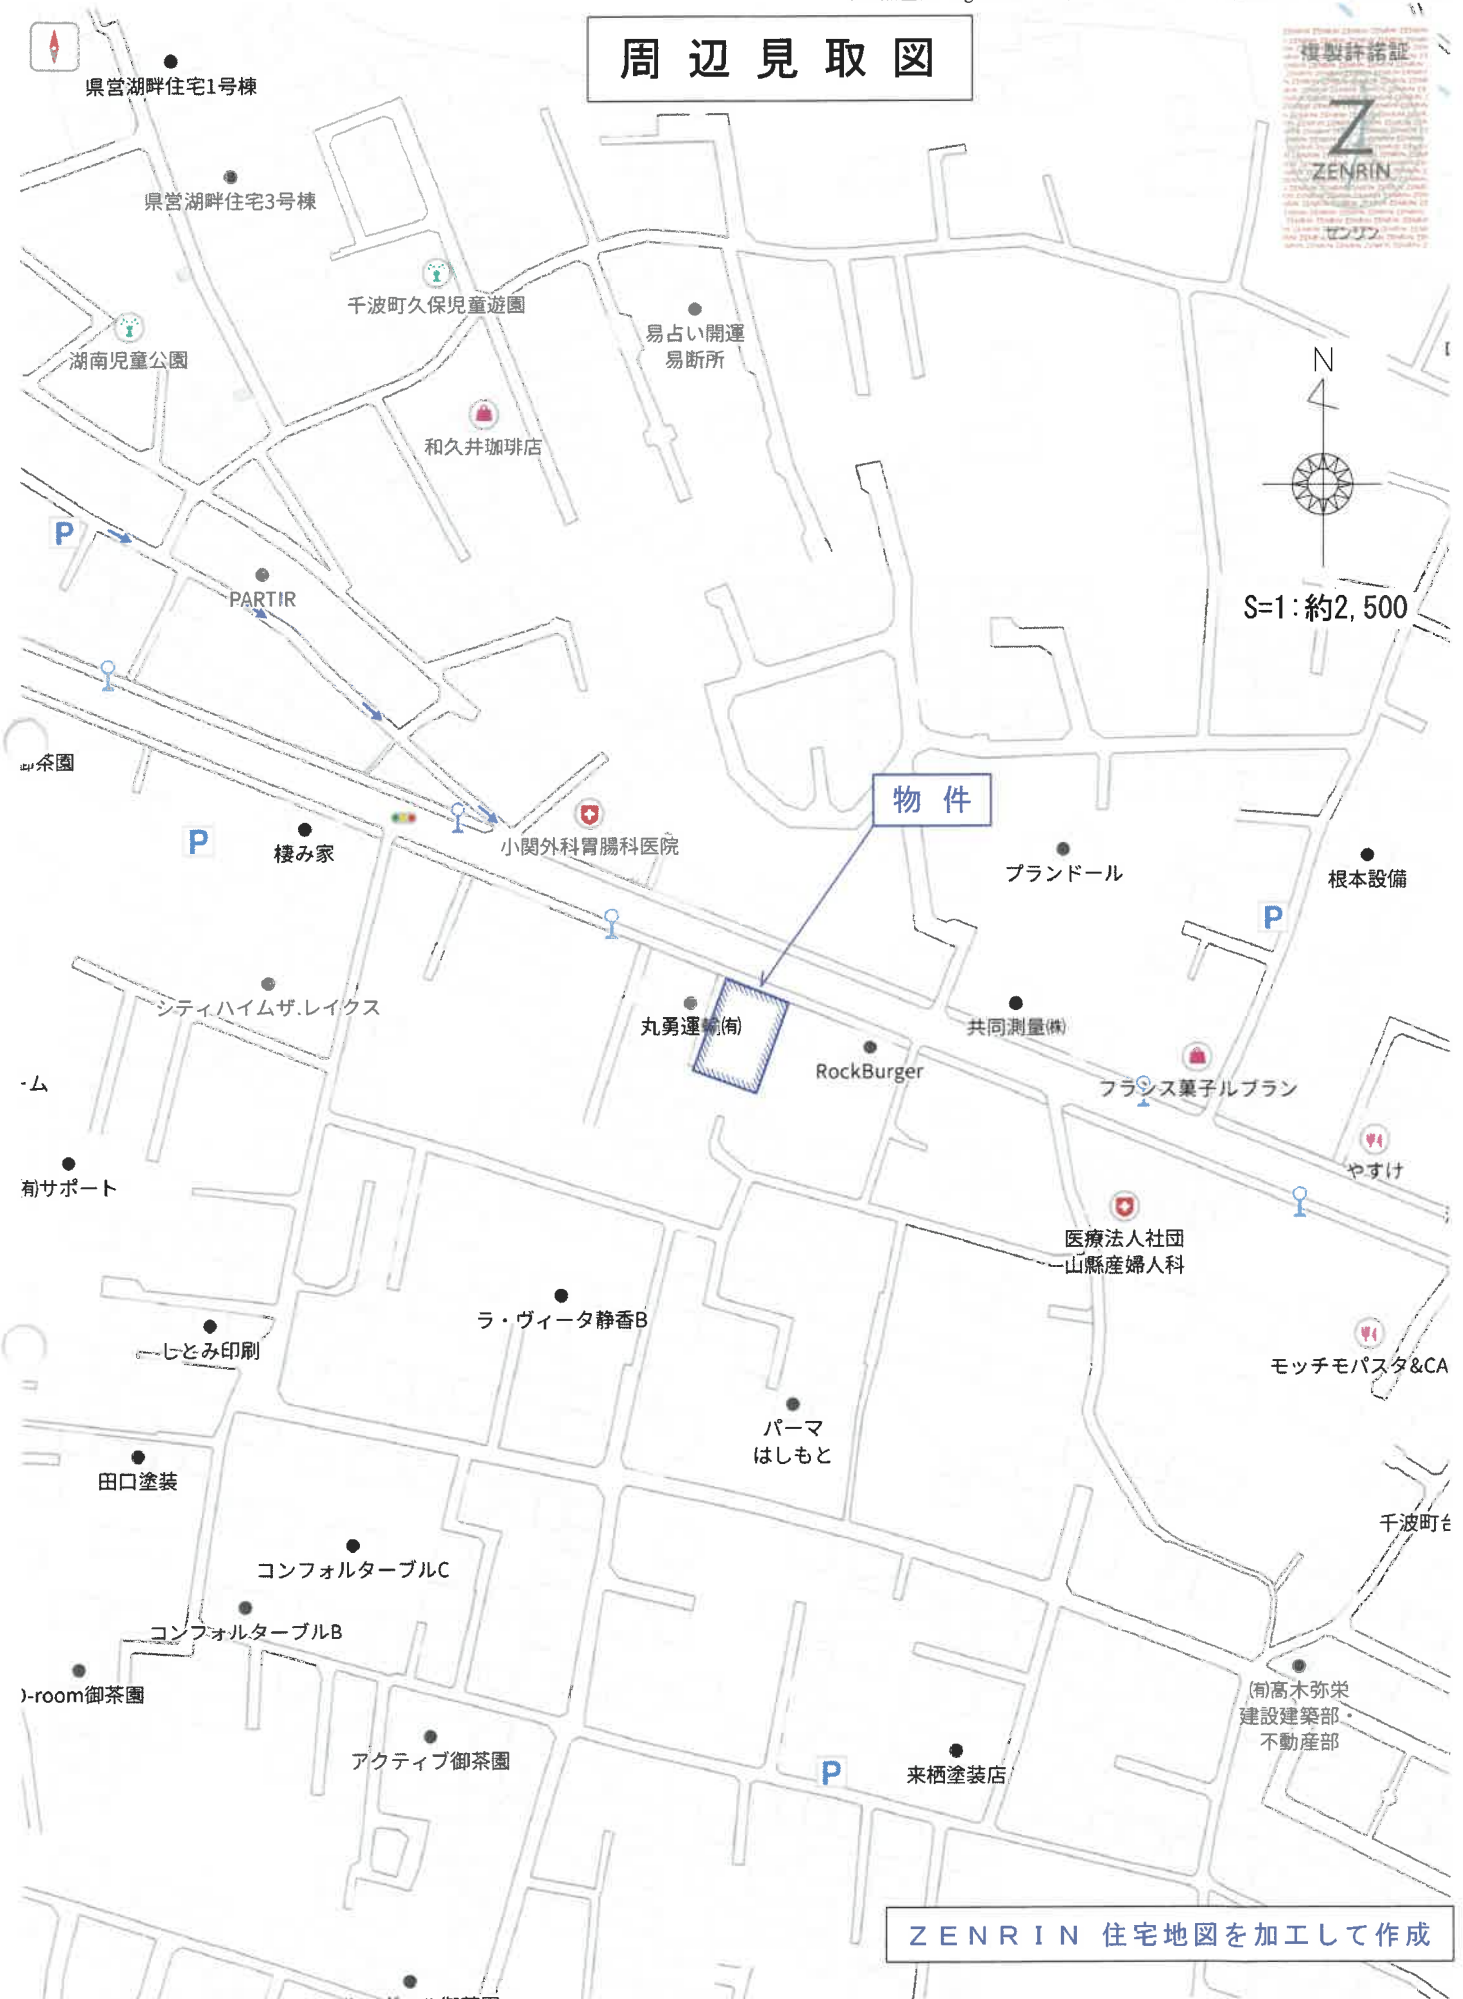 周辺見取図
複製許諾証
Z
ZENRIN
ゼンリン
県営湖畔住宅1号棟
県営湖畔住宅3号棟
千波町久保児童遊園
湖南児童公園
易占い開運
易断所
和久井珈琲店
N
S=1:約2,500
P
PARTIR
茶園
物件
P
棲み家
小関外科胃腸科医院
プランドール
根本設備
P
シティハイムザ.レイクス
丸勇運輸㈲
共同測量㈱
RockBurger
フランス菓子ルブラン
ム
やすけ
有)サポート
医療法人社団
山縣産婦人科
ラ・ヴィータ静香B
しとみ印刷
モッチモパスタ&CA
パーマ
はしもと
田口塗装
千波町台
コンフォルターブルC
コンフォルターブルB
-room御茶園
㈲髙木弥栄
建設建築部・
不動産部
アクティブ御茶園
P
来栖塗装店
ZENRIN 住宅地図を加工して作成